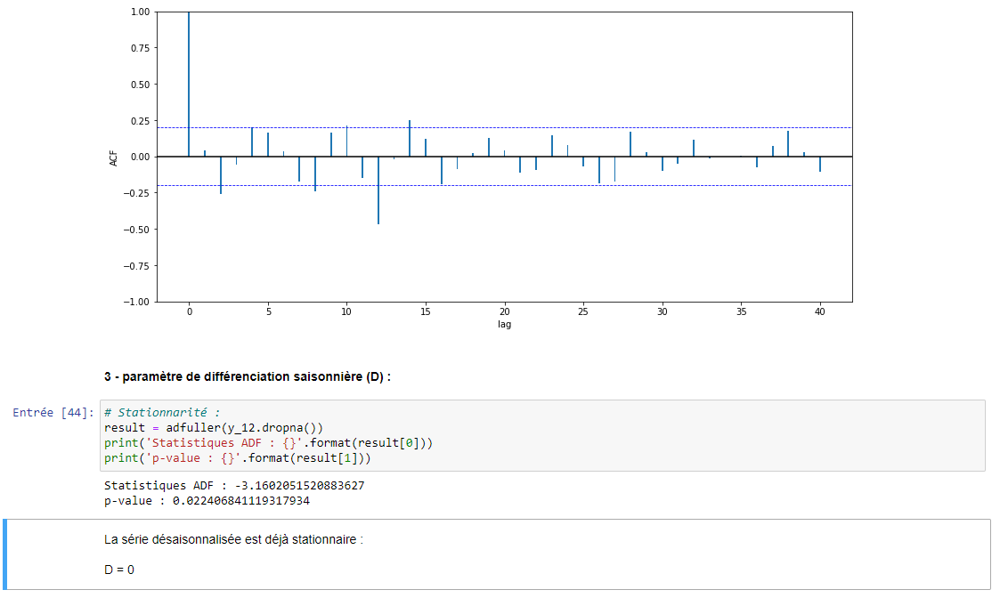 1.00
0.75
0.50
0.25
0.00
−0.25
−0.50
−0.75
−1.00
ACF
0 5 10 15 20 25 30 35 40
lag
3 - paramètre de différenciation saisonnière (D) :
Entrée [44]:
# Stationnarité :
result = adfuller(y_12.dropna())
print('Statistiques ADF : {}'.format(result[0]))
print('p-value : {}'.format(result[1]))
Statistiques ADF : -3.1602051520883627
p-value : 0.022406841119317934
La série désaisonnalisée est déjà stationnaire :
D = 0